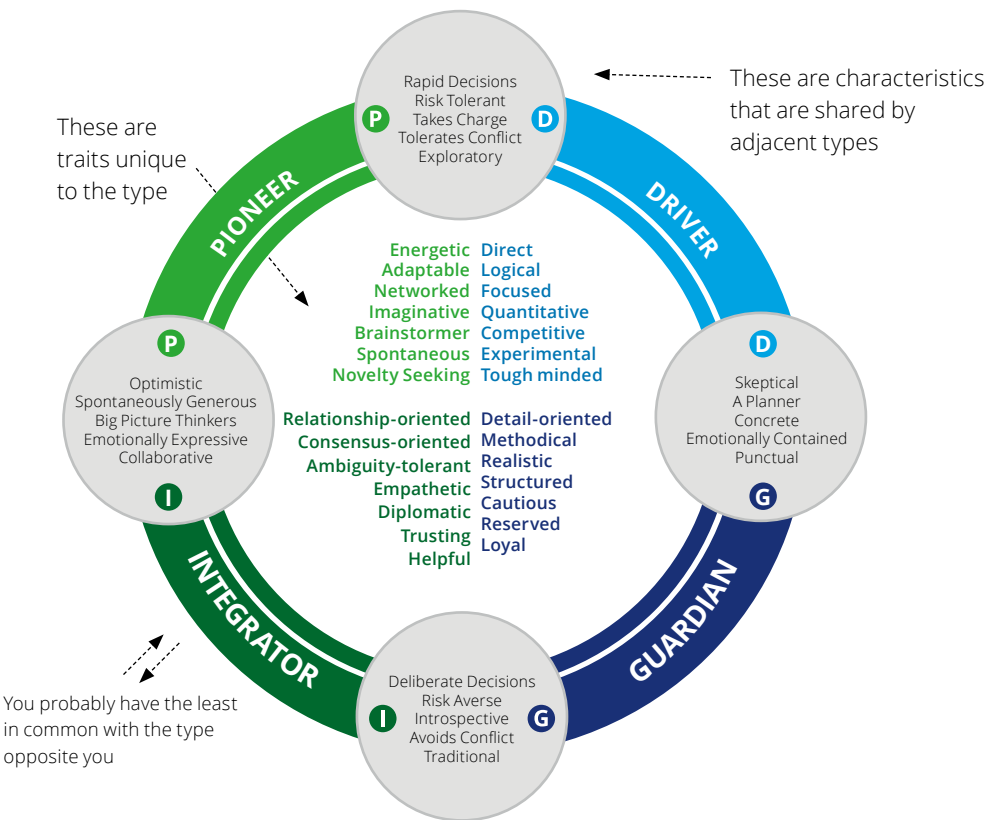 Rapid Decisions
Risk Tolerant
Takes Charge
Tolerates Conflict
Exploratory
P
D
These are characteristics
that are shared by
adjacent types
These are
traits unique
to the type
PIONEER
DRIVER
Energetic
Adaptable
Networked
Imaginative
Brainstormer
Spontaneous
Novelty Seeking
Direct
Logical
Focused
Quantitative
Competitive
Experimental
Tough minded
P
Optimistic
Spontaneously Generous
Big Picture Thinkers
Emotionally Expressive
Collaborative
I
D
Skeptical
A Planner
Concrete
Emotionally Contained
Punctual
G
Relationship-oriented
Consensus-oriented
Ambiguity-tolerant
Empathetic
Diplomatic
Trusting
Helpful
Detail-oriented
Methodical
Realistic
Structured
Cautious
Reserved
Loyal
INTEGRATOR
GUARDIAN
You probably have the least
in common with the type
opposite you
Deliberate Decisions
Risk Averse
Introspective
Avoids Conflict
Traditional
I
G